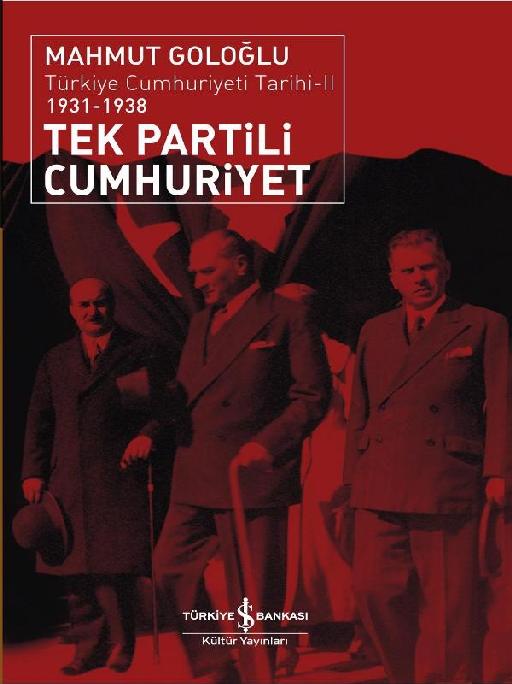 MAHMUT GOLOĞLU
Türkiye Cumhuriyeti Tarihi-II
1931-1938
TEK PARTİLİ
CUMHURİYET
TÜRKİYE İŞ BANKASI
Kültür Yayınları